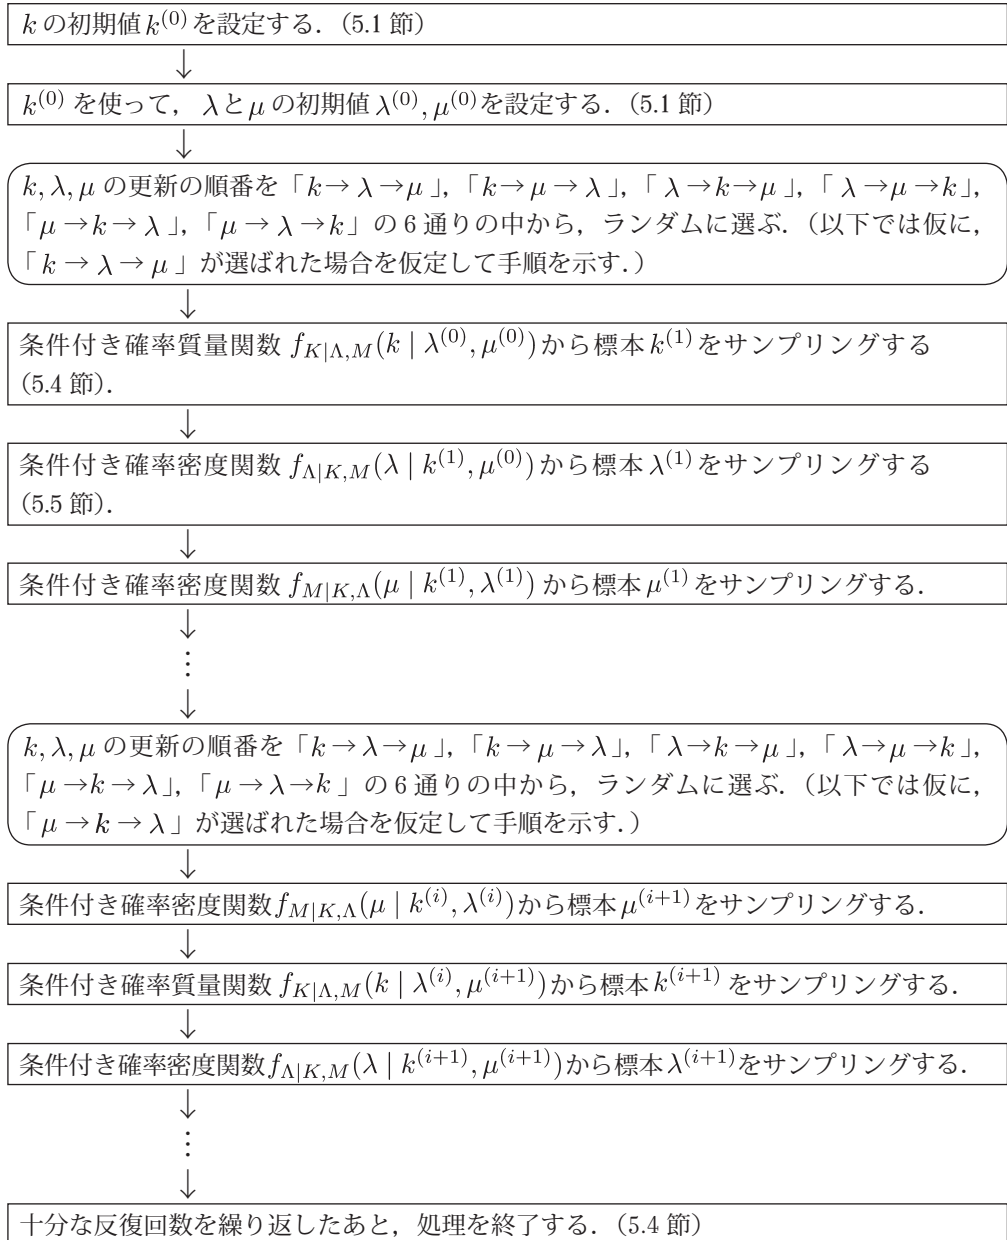 k の初期値 k^(0) を設定する．(5.1 節)
↓
k^(0) を使って，λとμ の初期値 λ^(0), μ^(0)を設定する．(5.1 節)
↓
k, λ, μ の更新の順番を「k→ λ→μ」,「k→ μ → λ」,「λ→k→μ」,「λ→μ→k」,
「μ→k→ λ」,「μ→ λ→k」の 6 通りの中から，ランダムに選ぶ．(以下では仮に，
「k → λ → μ」が選ばれた場合を仮定して手順を示す．)
↓
条件付き確率質量関数 f_{K|Λ,M}(k | λ^(0), μ^(0))から標本 k^(1) をサンプリングする
(5.4 節)．
↓
条件付き確率密度関数 f_{Λ|K,M}(λ | k^(1), μ^(0))から標本 λ^(1) をサンプリングする
(5.5 節)．
↓
条件付き確率密度関数 f_{M|K,Λ}(μ | k^(1), λ^(1)) から標本 μ^(1) をサンプリングする．
↓
⋮
↓
k, λ, μ の更新の順番を「k→ λ→μ」,「k→ μ → λ」,「λ→k→μ」,「λ→μ→k」,
「μ→k→ λ」,「μ→ λ→k」の 6 通りの中から，ランダムに選ぶ．(以下では仮に，
「μ→ k → λ」が選ばれた場合を仮定して手順を示す．)
↓
条件付き確率密度関数f_{M|K,Λ}(μ | k^(i), λ^(i))から標本 μ^(i+1) をサンプリングする．
↓
条件付き確率質量関数 f_{K|Λ,M}(k | λ^(i), μ^(i+1))から標本 k^(i+1) をサンプリングする．
↓
条件付き確率密度関数f_{Λ|K,M}(λ | k^(i+1), μ^(i+1))から標本 λ^(i+1)をサンプリングする．
↓
⋮
↓
十分な反復回数を繰り返したあと，処理を終了する．(5.4 節)